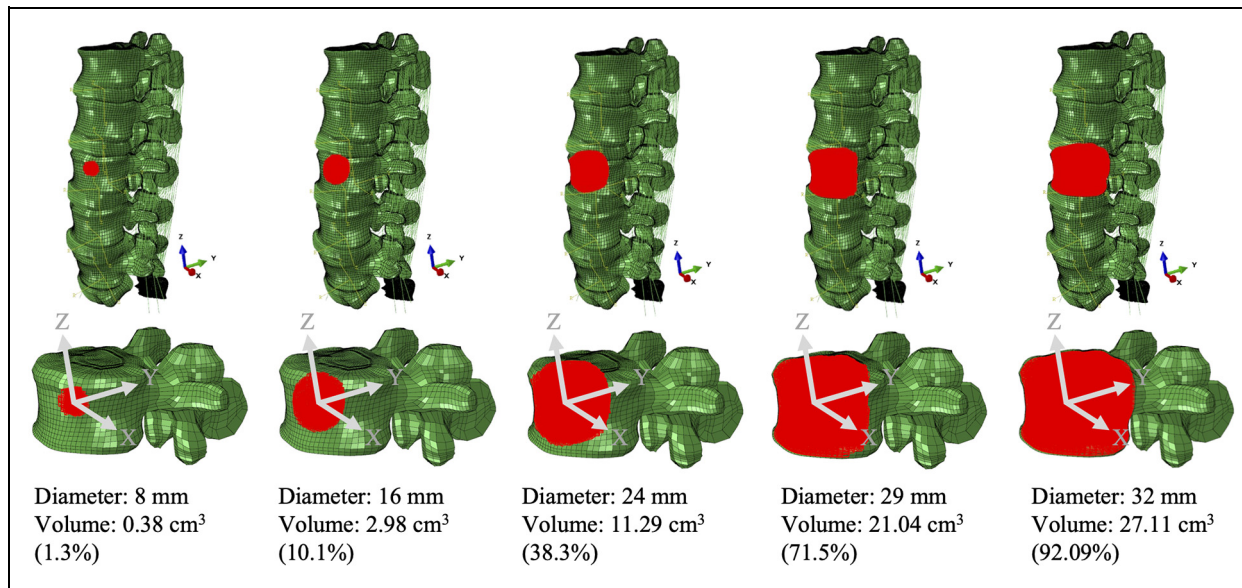 Z
Y
X
Z
Y
X
Z
Y
X
Z
Y
X
Z
Y
X
Z
Y
X
Z
Y
X
Z
Y
X
Z
Y
X
Z
Y
X
Diameter: 8 mm
Volume: 0.38 cm³
(1.3%)
Diameter: 16 mm
Volume: 2.98 cm³
(10.1%)
Diameter: 24 mm
Volume: 11.29 cm³
(38.3%)
Diameter: 29 mm
Volume: 21.04 cm³
(71.5%)
Diameter: 32 mm
Volume: 27.11 cm³
(92.09%)